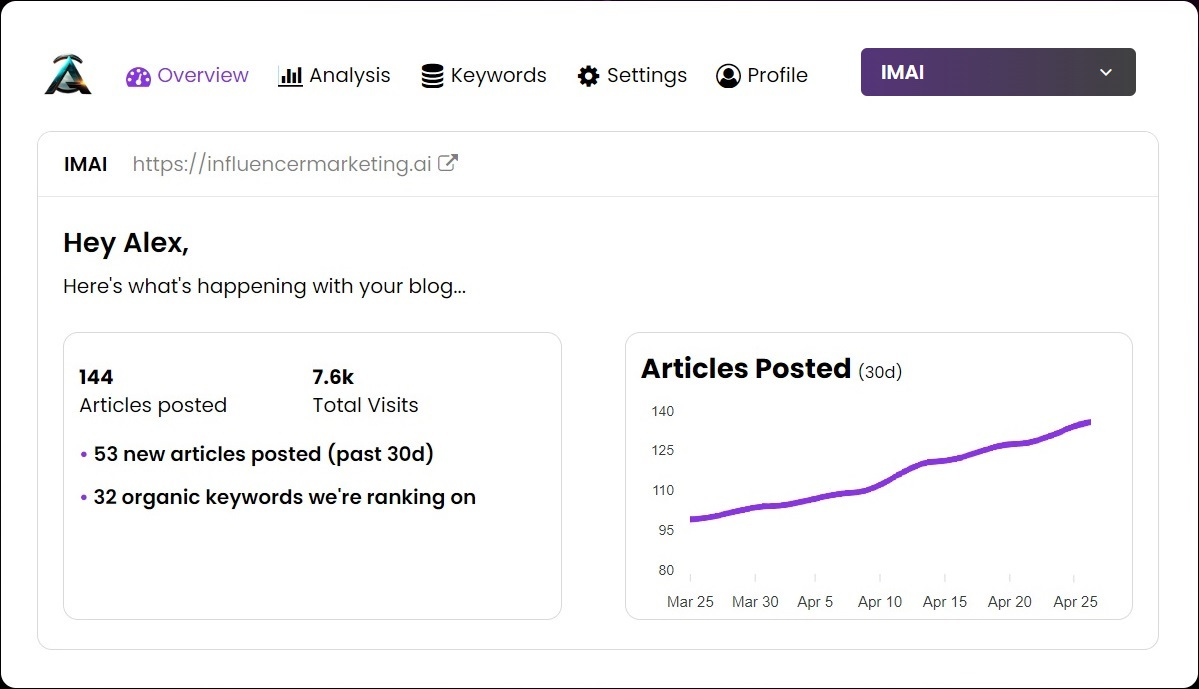 Overview Analysis Keywords Settings Profile IMAI
IMAI https://influencermarketing.ai
Hey Alex,
Here's what's happening with your blog...
144 7.6k
Articles posted Total Visits
• 53 new articles posted (past 30d)
• 32 organic keywords we're ranking on
Articles Posted (30d)
140
125
110
95
80
Mar 25 Mar 30 Apr 5 Apr 10 Apr 15 Apr 20 Apr 25